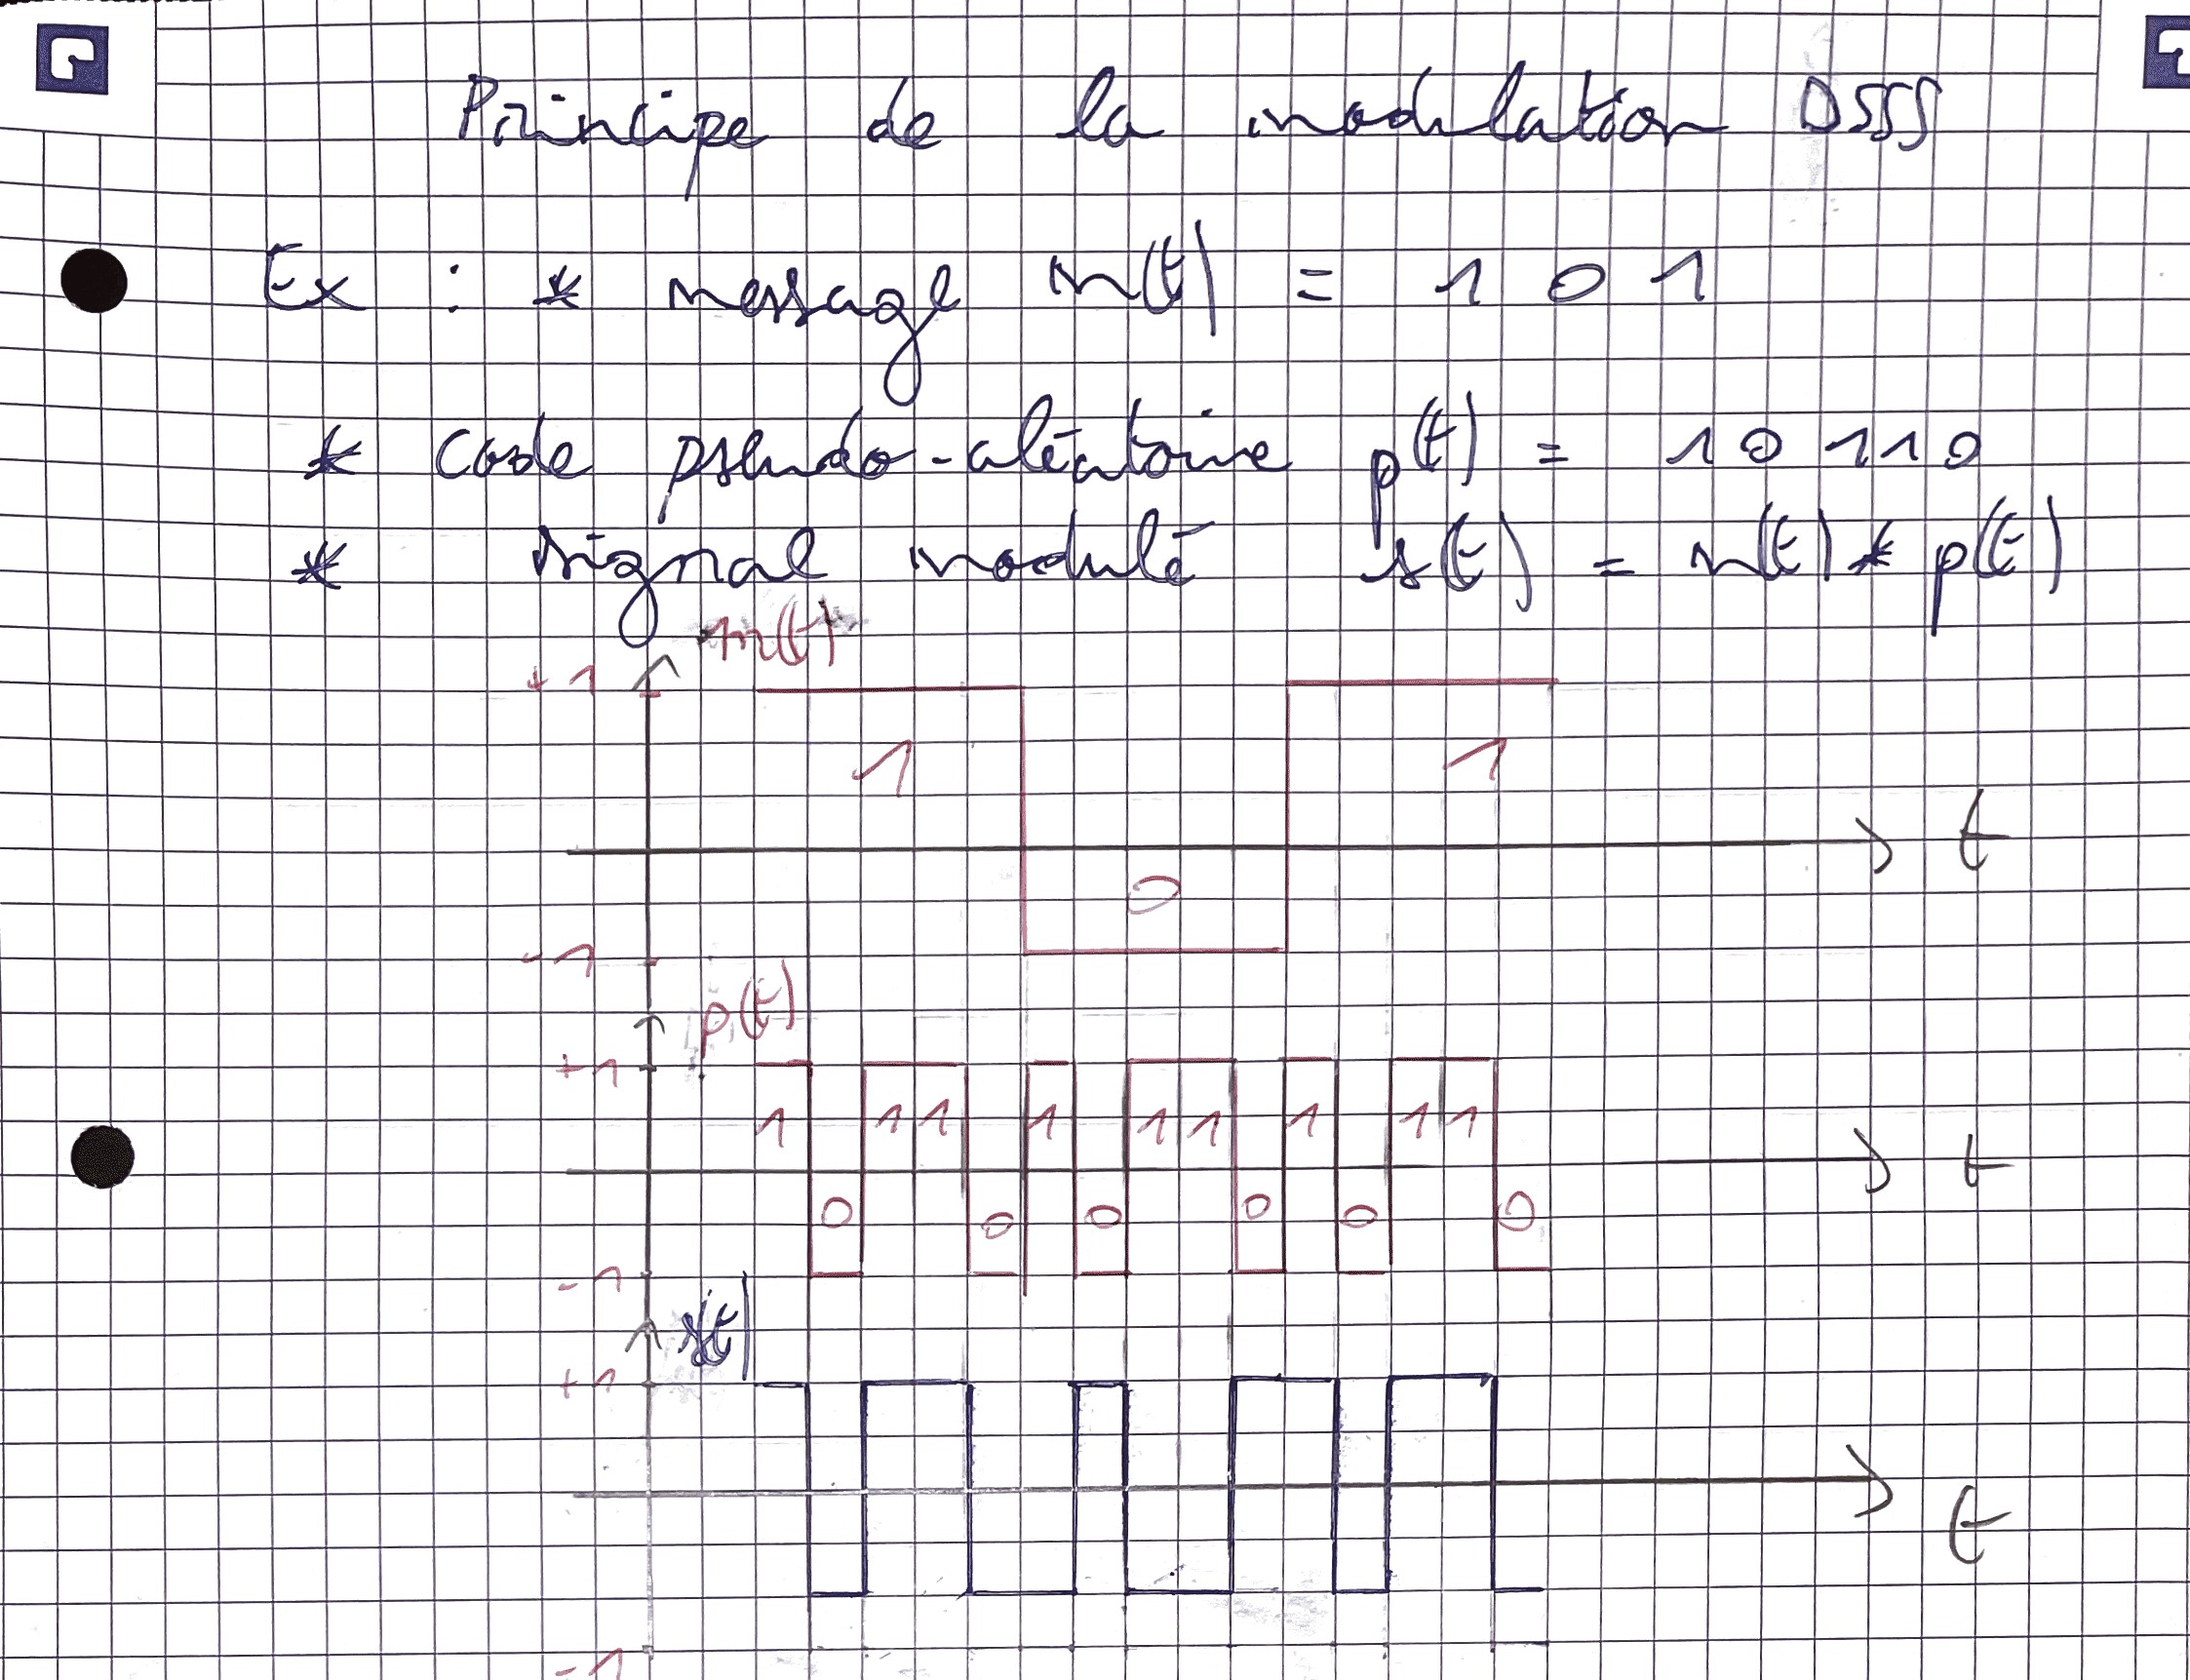 Principe de la modulation DSSS
Ex : * message m(t) = 1 0 1
* code pseudo-aléatoire p(t) = 1 0 1 1 0
* signal modulé s(t) = m(t) * p(t)
m(t)
+1
1 1
t
0
-1
p(t)
+1
1 1 1 1 1 1 1 1 1
t
0 0 0 0 0 0
-1
s(t)
+1
t
-1